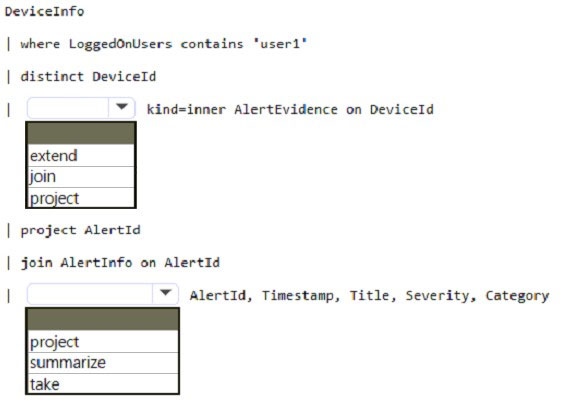 DeviceInfo
| where LoggedOnUsers contains 'user1'
| distinct DeviceId
| kind=inner AlertEvidence on DeviceId
extend
join
project
| project AlertId
| join AlertInfo on AlertId
| AlertId, Timestamp, Title, Severity, Category
project
summarize
take